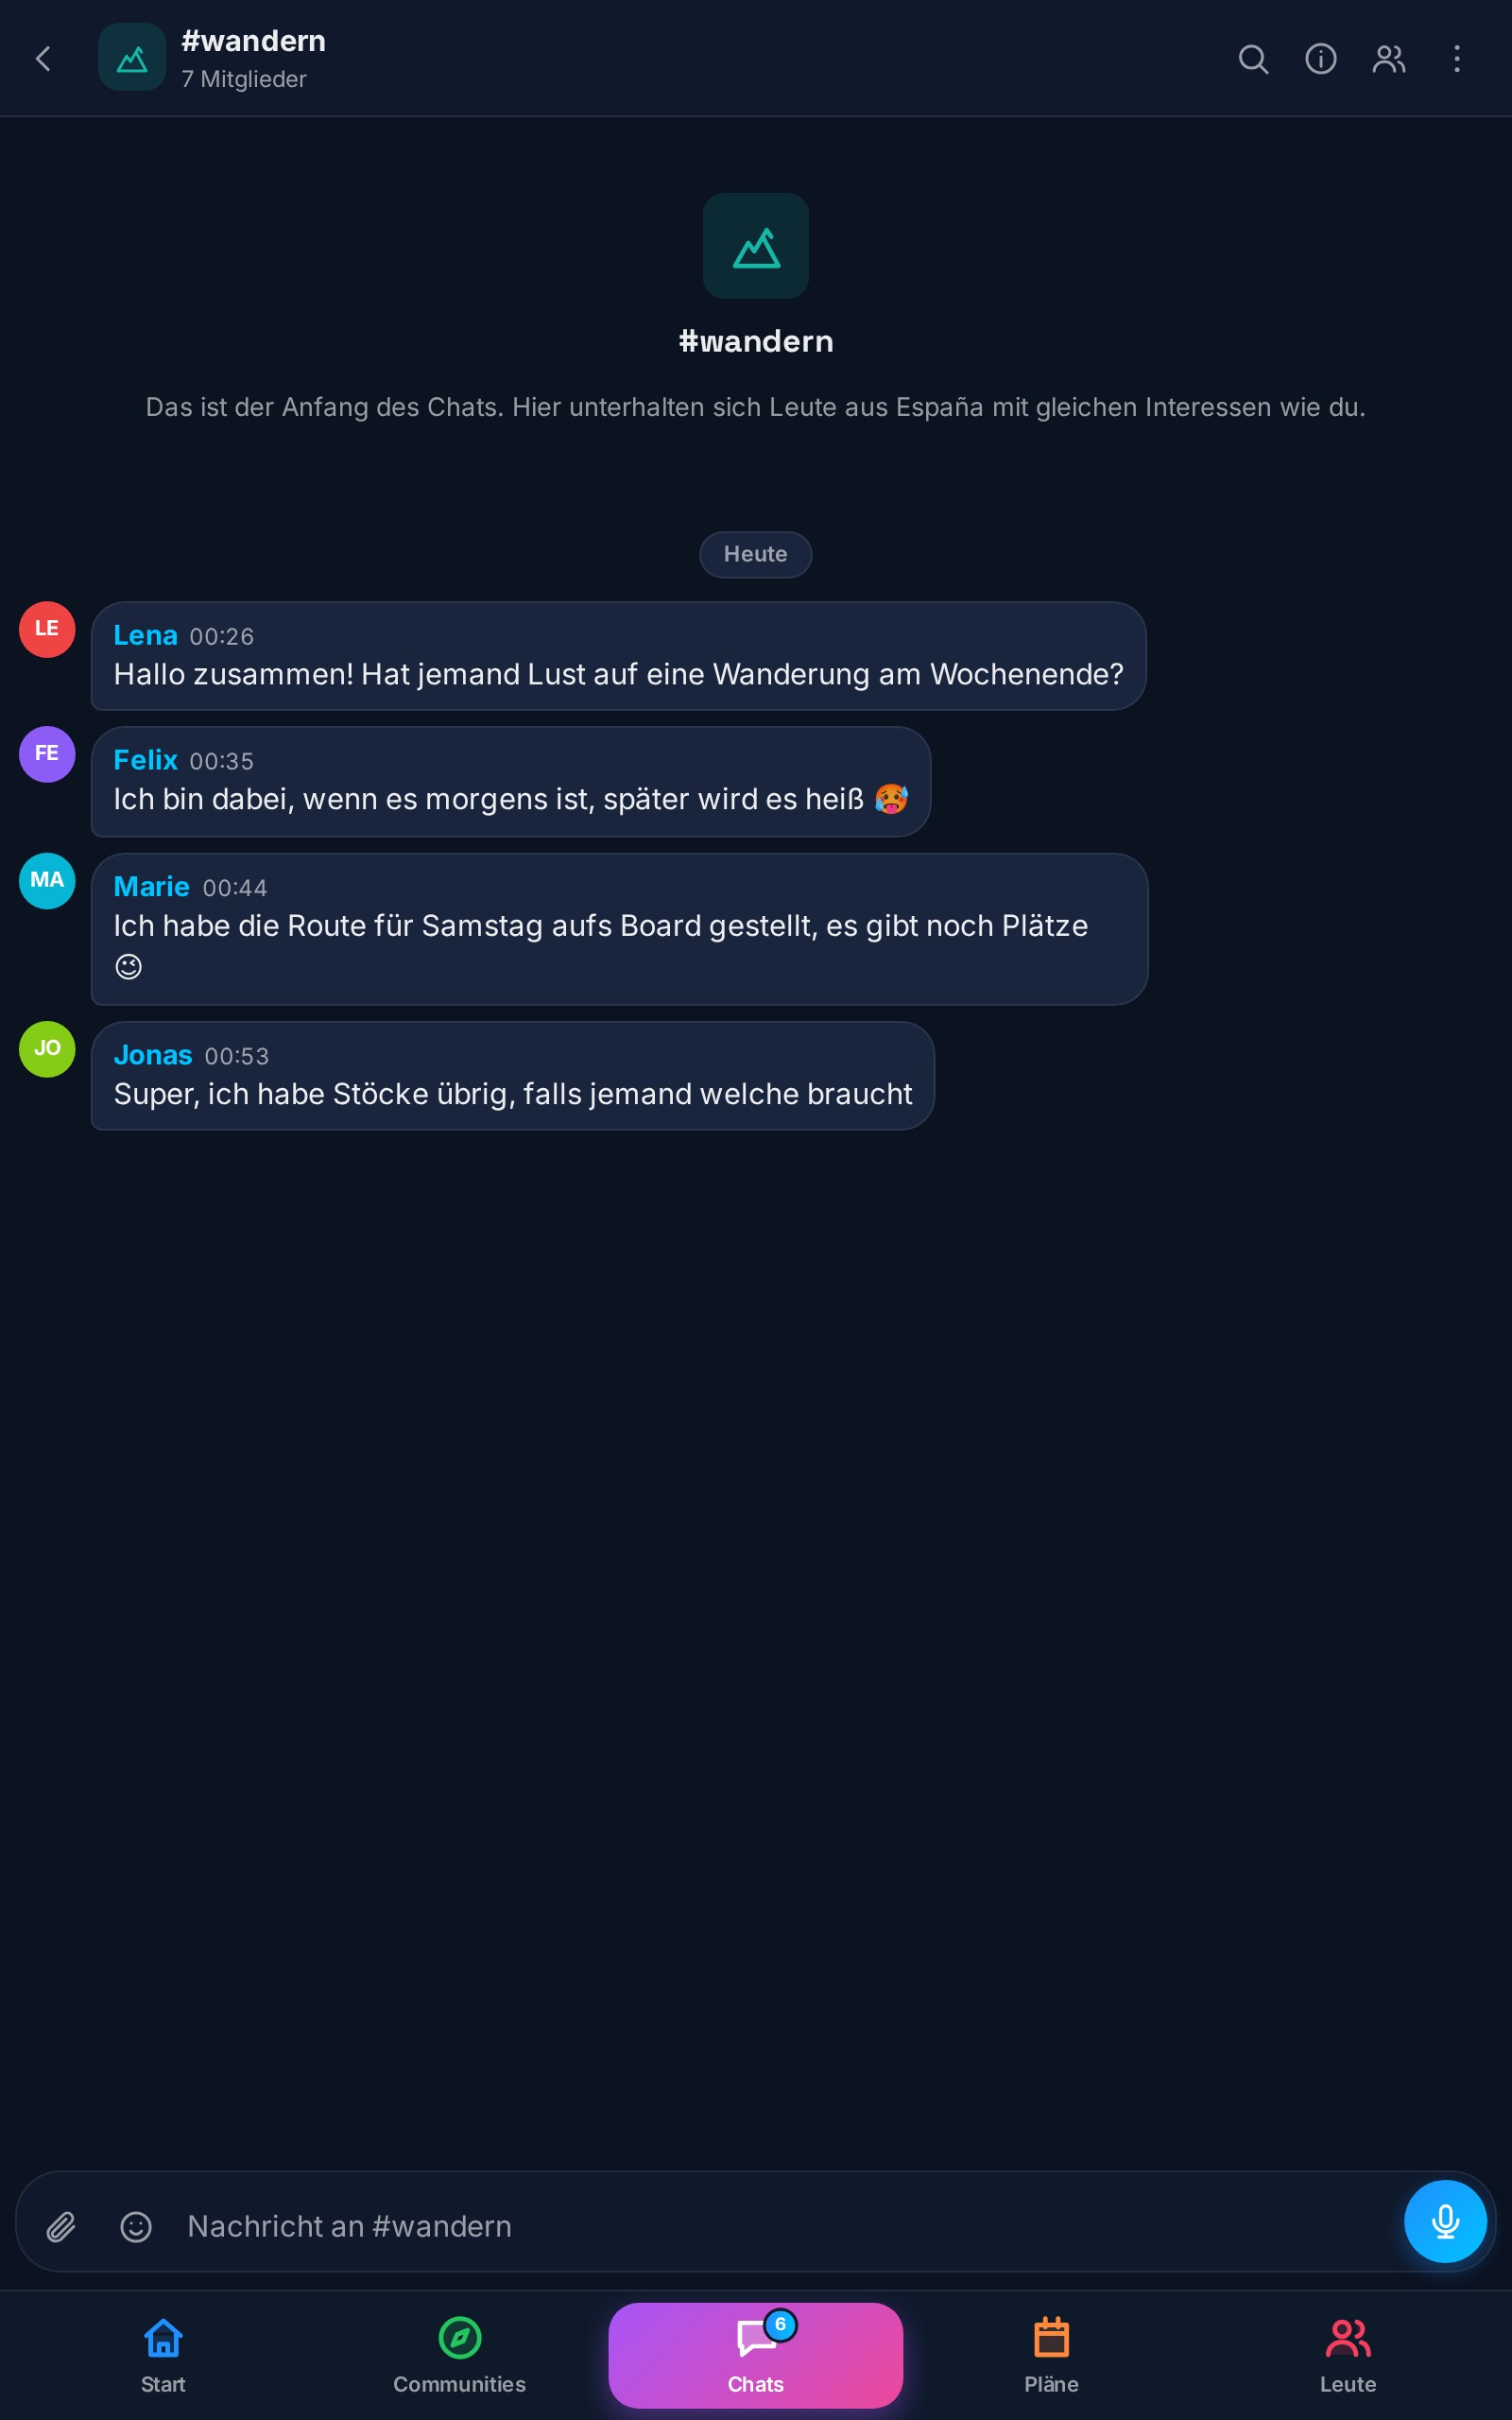 #wandern
7 Mitglieder
#wandern
Das ist der Anfang des Chats. Hier unterhalten sich Leute aus España mit gleichen Interessen wie du.
Heute
LE
Lena 00:26
Hallo zusammen! Hat jemand Lust auf eine Wanderung am Wochenende?
FE
Felix 00:35
Ich bin dabei, wenn es morgens ist, später wird es heiß 🥵
MA
Marie 00:44
Ich habe die Route für Samstag aufs Board gestellt, es gibt noch Plätze
😉
JO
Jonas 00:53
Super, ich habe Stöcke übrig, falls jemand welche braucht
Nachricht an #wandern
6
Start
Communities
Chats
Pläne
Leute